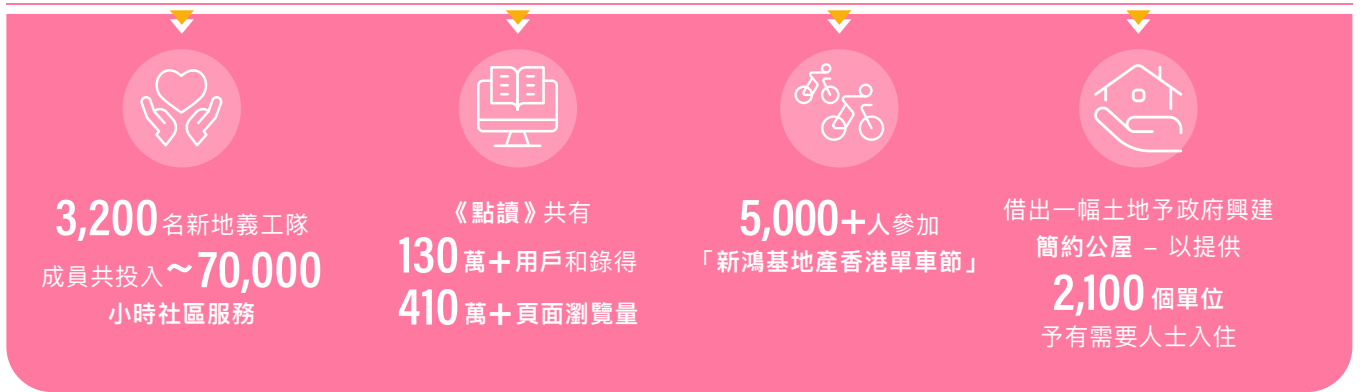 3,200名新地義工隊
成員共投入~70,000
小時社區服務
《點讀》共有
130萬+用戶和錄得
410萬+頁面瀏覽量
5,000+人參加
「新鴻基地產香港單車節」
借出一幅土地予政府興建
簡約公屋 – 以提供
2,100個單位
予有需要人士入住